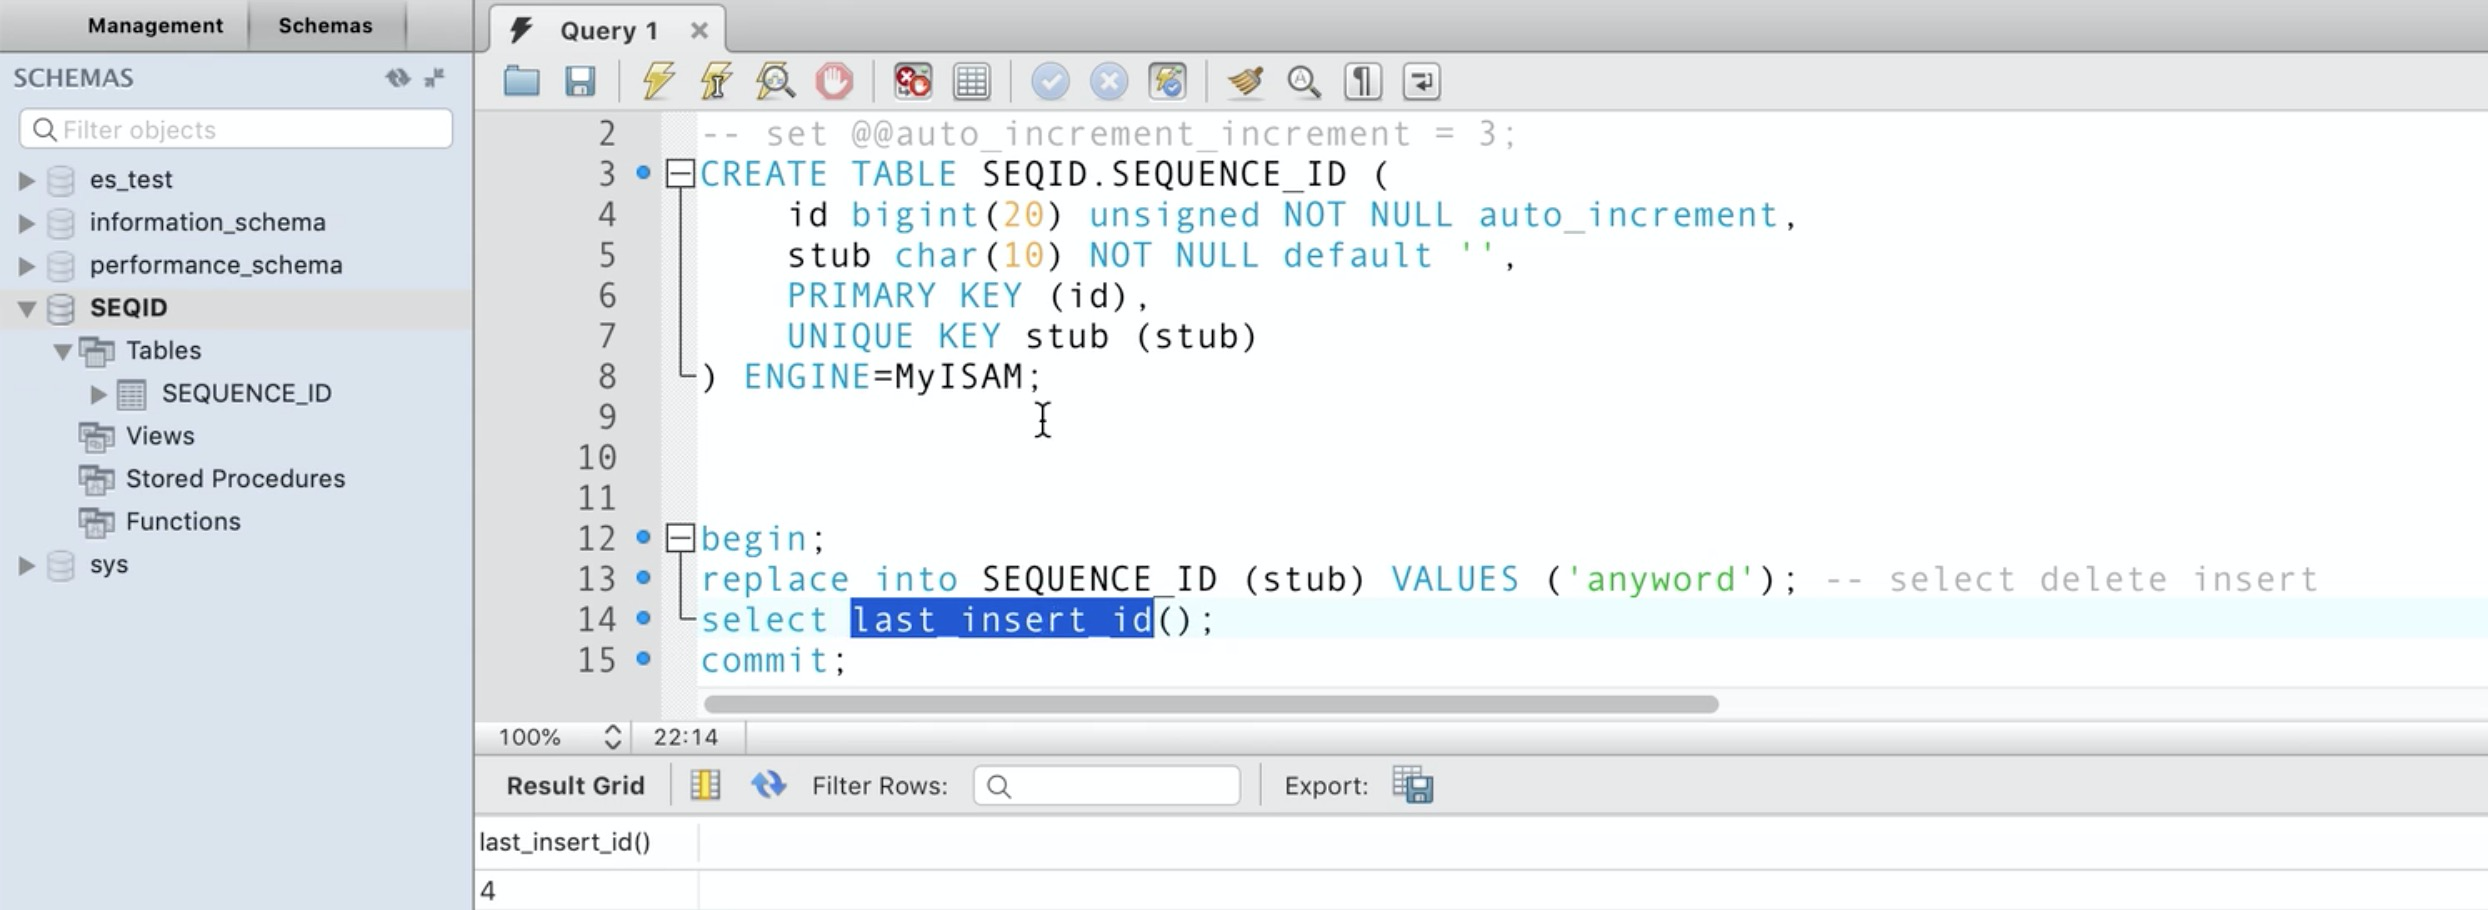 Management Schemas
SCHEMAS
Filter objects
es_test
information_schema
performance_schema
SEQID
Tables
SEQUENCE_ID
Views
Stored Procedures
Functions
sys
Query 1
2 -- set @@auto_increment_increment = 3;
3 CREATE TABLE SEQID.SEQUENCE_ID (
4 id bigint(20) unsigned NOT NULL auto_increment,
5 stub char(10) NOT NULL default '',
6 PRIMARY KEY (id),
7 UNIQUE KEY stub (stub)
8 ) ENGINE=MyISAM;
9
10
11
12 begin;
13 replace into SEQUENCE_ID (stub) VALUES ('anyword'); -- select delete insert
14 select last_insert_id();
15 commit;
100% 22:14
Result Grid Filter Rows: Export:
last_insert_id()
4